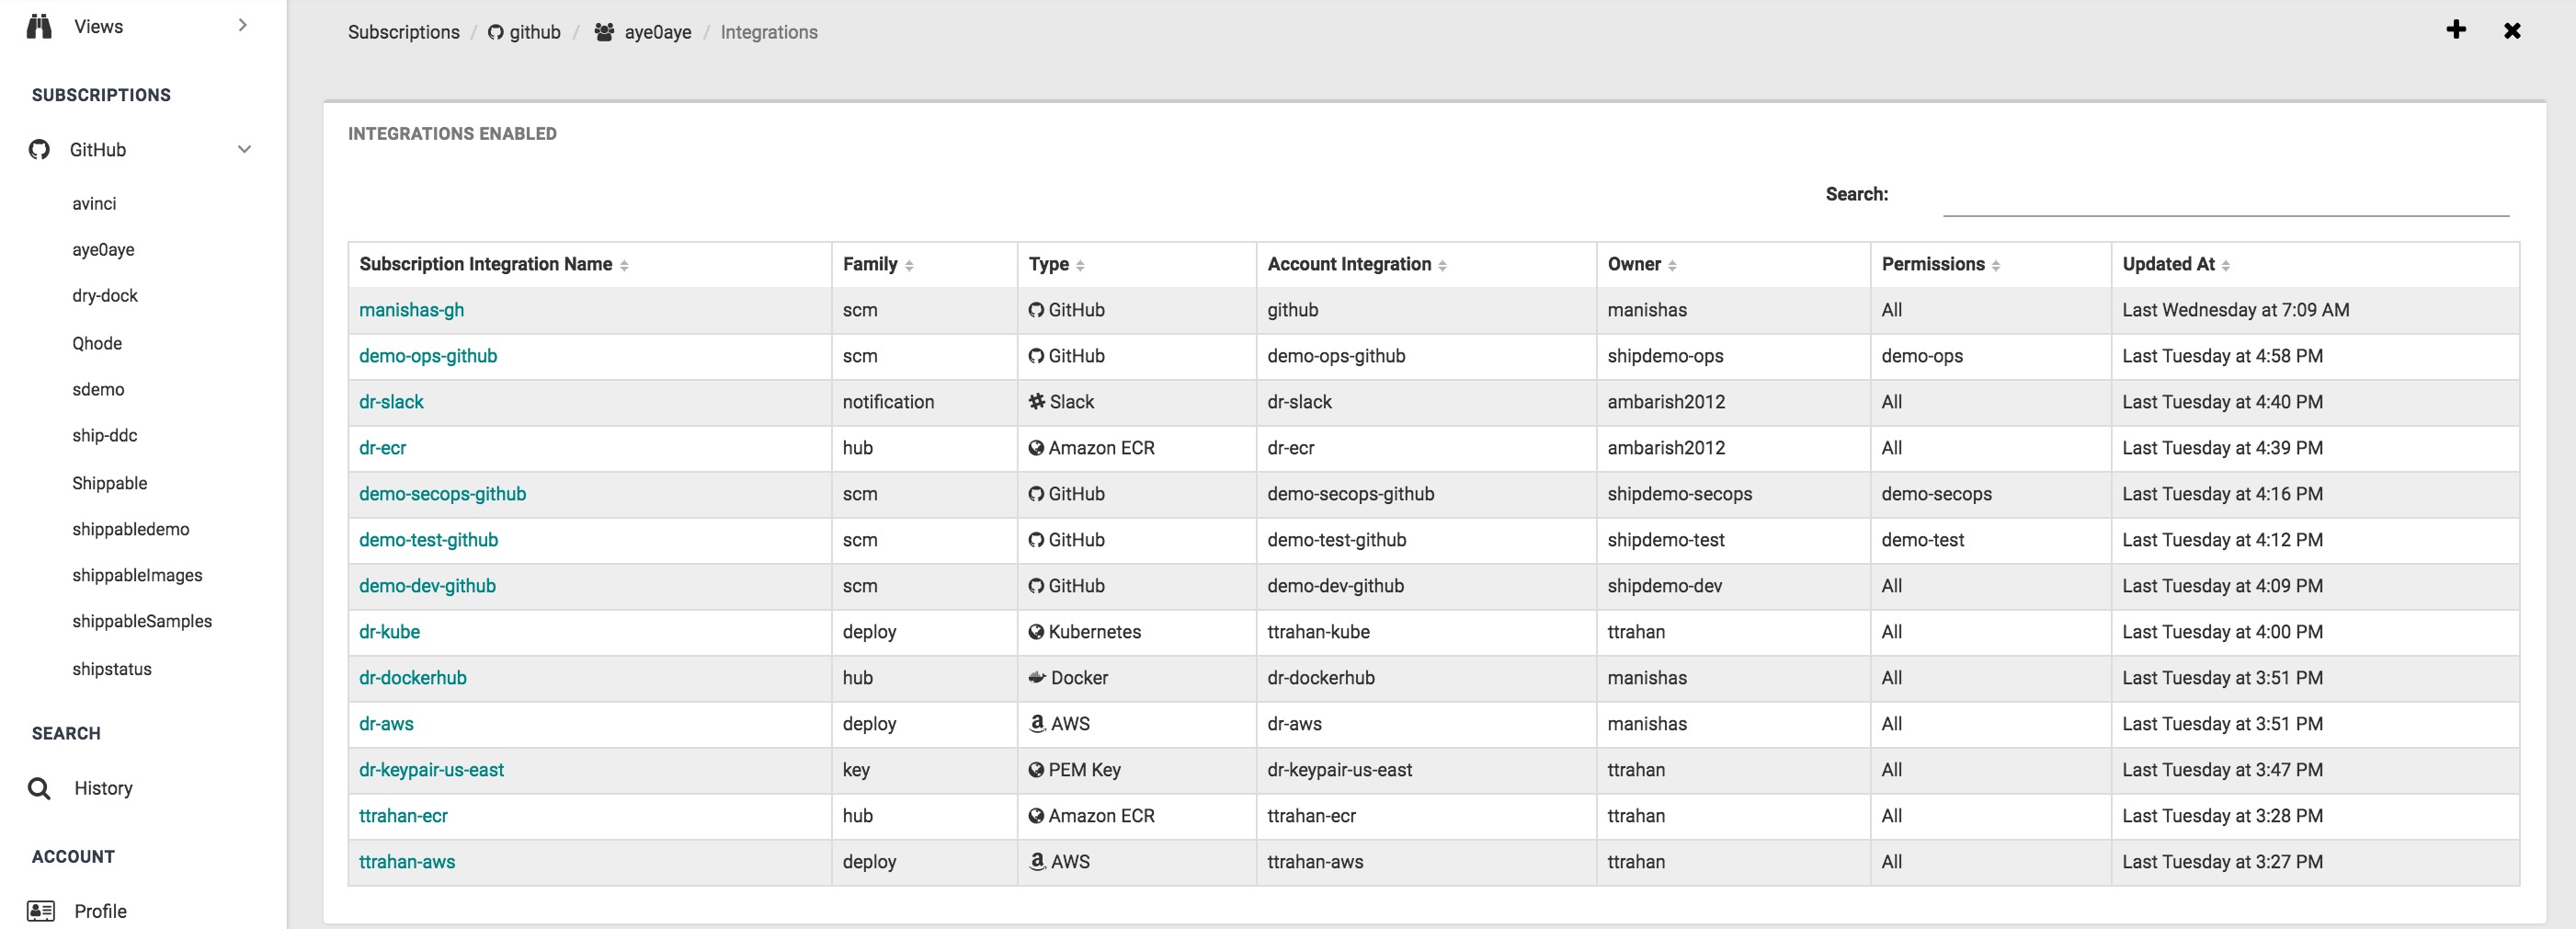 Views
SUBSCRIPTIONS
GitHub
avinci
aye0aye
dry-dock
Qhode
sdemo
ship-ddc
Shippable
shippabledemo
shippableImages
shippableSamples
shipstatus
SEARCH
History
ACCOUNT
Profile
Subscriptions / github / aye0aye / Integrations
INTEGRATIONS ENABLED
Search:
Subscription Integration Name Family Type Account Integration Owner Permissions Updated At
manishas-gh scm GitHub github manishas All Last Wednesday at 7:09 AM
demo-ops-github scm GitHub demo-ops-github shipdemo-ops demo-ops Last Tuesday at 4:58 PM
dr-slack notification Slack dr-slack ambarish2012 All Last Tuesday at 4:40 PM
dr-ecr hub Amazon ECR dr-ecr ambarish2012 All Last Tuesday at 4:39 PM
demo-secops-github scm GitHub demo-secops-github shipdemo-secops demo-secops Last Tuesday at 4:16 PM
demo-test-github scm GitHub demo-test-github shipdemo-test demo-test Last Tuesday at 4:12 PM
demo-dev-github scm GitHub demo-dev-github shipdemo-dev All Last Tuesday at 4:09 PM
dr-kube deploy Kubernetes ttrahan-kube ttrahan All Last Tuesday at 4:00 PM
dr-dockerhub hub Docker dr-dockerhub manishas All Last Tuesday at 3:51 PM
dr-aws deploy AWS dr-aws manishas All Last Tuesday at 3:51 PM
dr-keypair-us-east key PEM Key dr-keypair-us-east ttrahan All Last Tuesday at 3:47 PM
ttrahan-ecr hub Amazon ECR ttrahan-ecr ttrahan All Last Tuesday at 3:28 PM
ttrahan-aws deploy AWS ttrahan-aws ttrahan All Last Tuesday at 3:27 PM